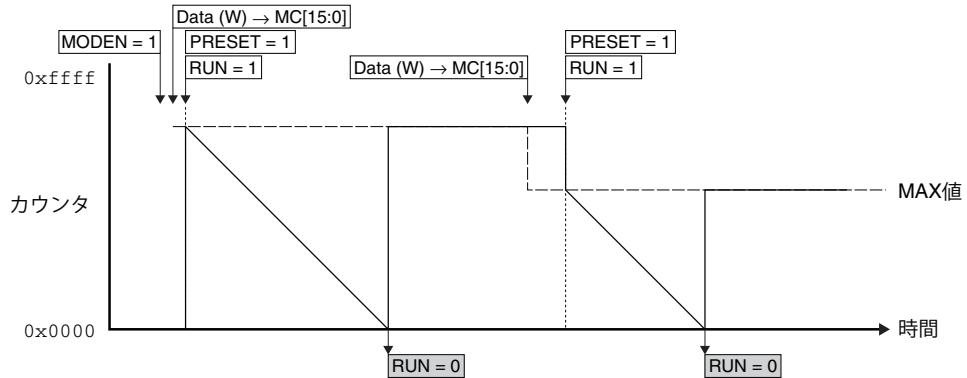 Data (W) → MC[15:0]
MODEN = 1
PRESET = 1
PRESET = 1
RUN = 1
Data (W) → MC[15:0]
RUN = 1
0xffff
カウンタ
MAX値
0x0000
時間
RUN = 0
RUN = 0